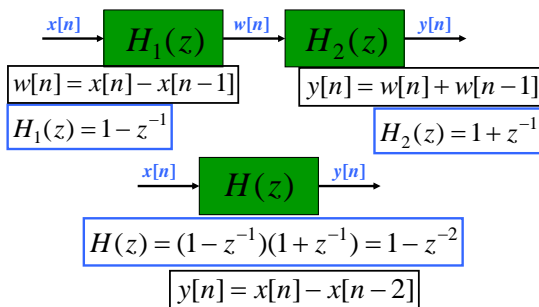 x[n] H₁(z) w[n] H₂(z) y[n]
w[n] = x[n] − x[n−1]
y[n] = w[n] + w[n−1]
H₁(z) = 1 − z⁻¹
H₂(z) = 1 + z⁻¹
x[n] H(z) y[n]
H(z) = (1 − z⁻¹)(1 + z⁻¹) = 1 − z⁻²
y[n] = x[n] − x[n−2]